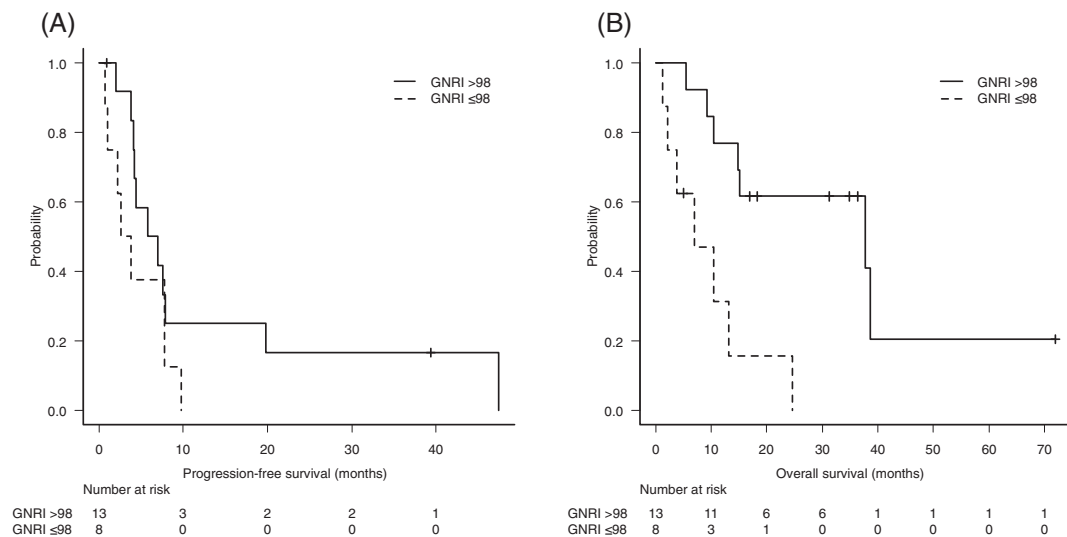 (A)
Probability
1.0
0.8
0.6
0.4
0.2
0.0
GNRI >98
GNRI ≤98
0 10 20 30 40
Progression-free survival (months)
Number at risk
GNRI >98 13 3 2 2 1
GNRI ≤98 8 0 0 0 0
(B)
Probability
1.0
0.8
0.6
0.4
0.2
0.0
GNRI >98
GNRI ≤98
0 10 20 30 40 50 60 70
Overall survival (months)
Number at risk
GNRI >98 13 11 6 6 1 1 1 1
GNRI ≤98 8 3 1 0 0 0 0 0